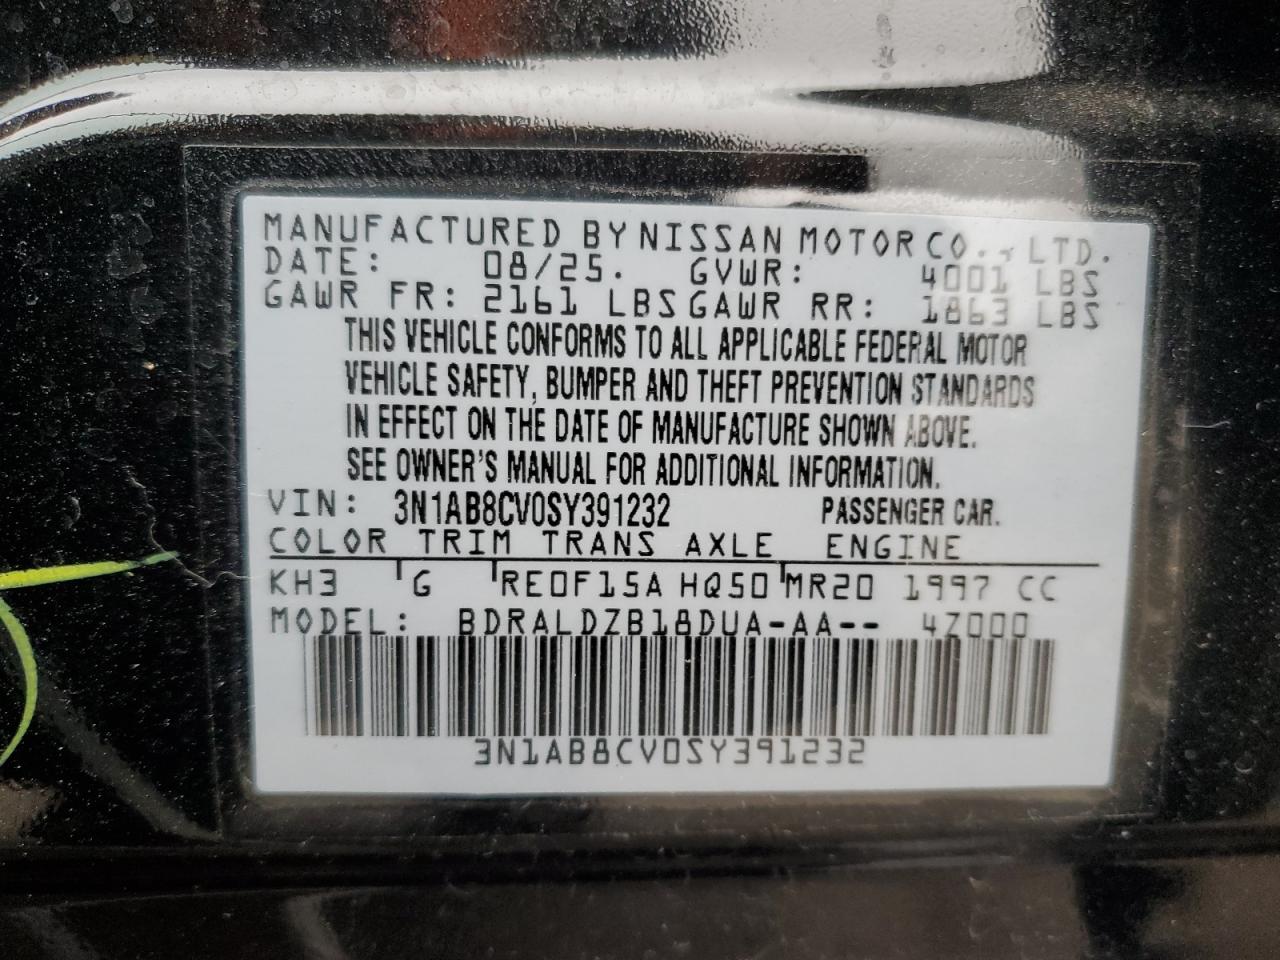 MANUFACTURED BY NISSAN MOTOR CO., LTD.
DATE: 08/25. GVWR: 4001 LBS
GAWR FR: 2161 LBS GAWR RR: 1863 LBS
THIS VEHICLE CONFORMS TO ALL APPLICABLE FEDERAL MOTOR
VEHICLE SAFETY, BUMPER AND THEFT PREVENTION STANDARDS
IN EFFECT ON THE DATE OF MANUFACTURE SHOWN ABOVE.
SEE OWNER'S MANUAL FOR ADDITIONAL INFORMATION.
VIN: 3N1AB8CV0SY391232 PASSENGER CAR.
COLOR TRIM TRANS AXLE ENGINE
KH3 G RE0F15A HQ50 MR20 1997 CC
MODEL: BDRALDZB18DUA-AA-- 4Z000
3N1AB8CV0SY391232